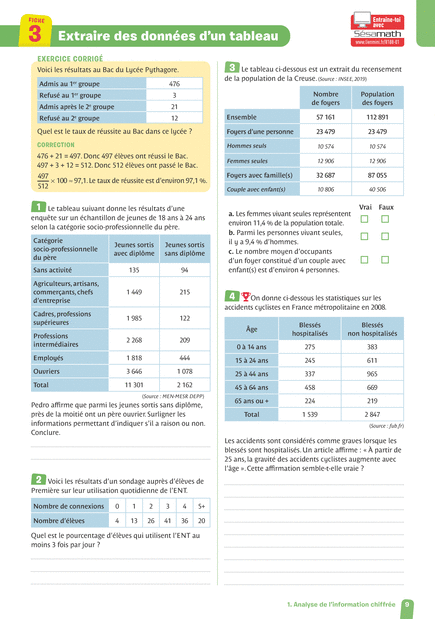 FICHE
3
Extraire des données d'un tableau
Entraîne-toi
avec
Sésamath
EXERCICE CORRIGÉ
Voici les résultats au Bac du Lycée Pythagore.
Admis au 1er groupe 476
Refusé au 1er groupe 3
Admis après le 2e groupe 21
Refusé au 2e groupe 12
Quel est le taux de réussite au Bac dans ce lycée ?
CORRECTION
476 + 21 = 497. Donc 497 élèves ont réussi le Bac.
497 + 3 + 12 = 512. Donc 512 élèves ont passé le Bac.
497/512 × 100 ≈ 97,1. Le taux de réussite est d'environ 97,1 %.
1 Le tableau suivant donne les résultats d'une
enquête sur un échantillon de jeunes de 18 ans à 24 ans
selon la catégorie socio-professionnelle du père.
Catégorie
socio-professionnelle
du père
Jeunes sortis
avec diplôme
Jeunes sortis
sans diplôme
Sans activité 135 94
Agriculteurs, artisans,
commerçants, chefs
d'entreprise
1 449 215
Cadres, professions
supérieures
1 985 122
Professions
intermédiaires
2 268 209
Employés 1 818 444
Ouvriers 3 646 1 078
Total 11 301 2 162
(Source : MEN-MESR DEPP)
Pedro affirme que parmi les jeunes sortis sans diplôme,
près de la moitié ont un père ouvrier. Surligner les
informations permettant d'indiquer s'il a raison ou non.
Conclure.
2 Voici les résultats d'un sondage auprès d'élèves de
Première sur leur utilisation quotidienne de l'ENT.
Nombre de connexions 0 1 2 3 4 5+
Nombre d'élèves 4 13 26 41 36 20
Quel est le pourcentage d'élèves qui utilisent l'ENT au
moins 3 fois par jour ?
3 Le tableau ci-dessous est un extrait du recensement
de la population de la Creuse. (Source : INSEE, 2019)
Nombre
de foyers
Population
des foyers
Ensemble 57 161 112 891
Foyers d'une personne 23 479 23 479
Hommes seuls 10 574 10 574
Femmes seules 12 906 12 906
Foyers avec famille(s) 32 687 87 055
Couple avec enfant(s) 10 806 40 506
Vrai Faux
a. Les femmes vivant seules représentent
environ 11,4 % de la population totale.
b. Parmi les personnes vivant seules,
il y a 9,4 % d'hommes.
c. Le nombre moyen d'occupants
d'un foyer constitué d'un couple avec
enfant(s) est d'environ 4 personnes.
4 On donne ci-dessous les statistiques sur les
accidents cyclistes en France métropolitaine en 2008.
Âge
Blessés
hospitalisés
Blessés
non hospitalisés
0 à 14 ans 275 383
15 à 24 ans 245 611
25 à 44 ans 337 965
45 à 64 ans 458 669
65 ans ou + 224 219
Total 1 539 2 847
(Source : fub.fr)
Les accidents sont considérés comme graves lorsque les
blessés sont hospitalisés. Un article affirme : « À partir de
25 ans, la gravité des accidents cyclistes augmente avec
l'âge ». Cette affirmation semble-t-elle vraie ?
1. Analyse de l'information chiffrée 9